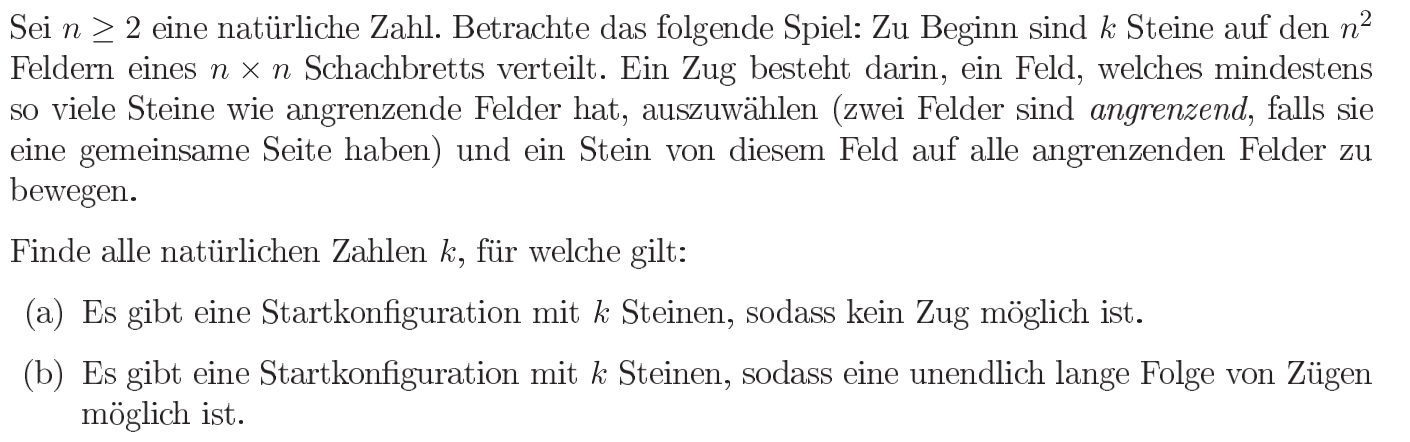 Sei n ≥ 2 eine natürliche Zahl. Betrachte das folgende Spiel: Zu Beginn sind k Steine auf den n²
Feldern eines n × n Schachbretts verteilt. Ein Zug besteht darin, ein Feld, welches mindestens
so viele Steine wie angrenzende Felder hat, auszuwählen (zwei Felder sind angrenzend, falls sie
eine gemeinsame Seite haben) und ein Stein von diesem Feld auf alle angrenzenden Felder zu
bewegen.
Finde alle natürlichen Zahlen k, für welche gilt:
(a) Es gibt eine Startkonfiguration mit k Steinen, sodass kein Zug möglich ist.
(b) Es gibt eine Startkonfiguration mit k Steinen, sodass eine unendlich lange Folge von Zügen
möglich ist.